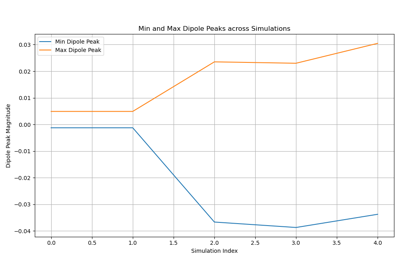 Min and Max Dipole Peaks across Simulations
Min Dipole Peak
Max Dipole Peak
Dipole Peak Magnitude
0.03
0.02
0.01
0.00
−0.01
−0.02
−0.03
−0.04
0.0 0.5 1.0 1.5 2.0 2.5 3.0 3.5 4.0
Simulation Index